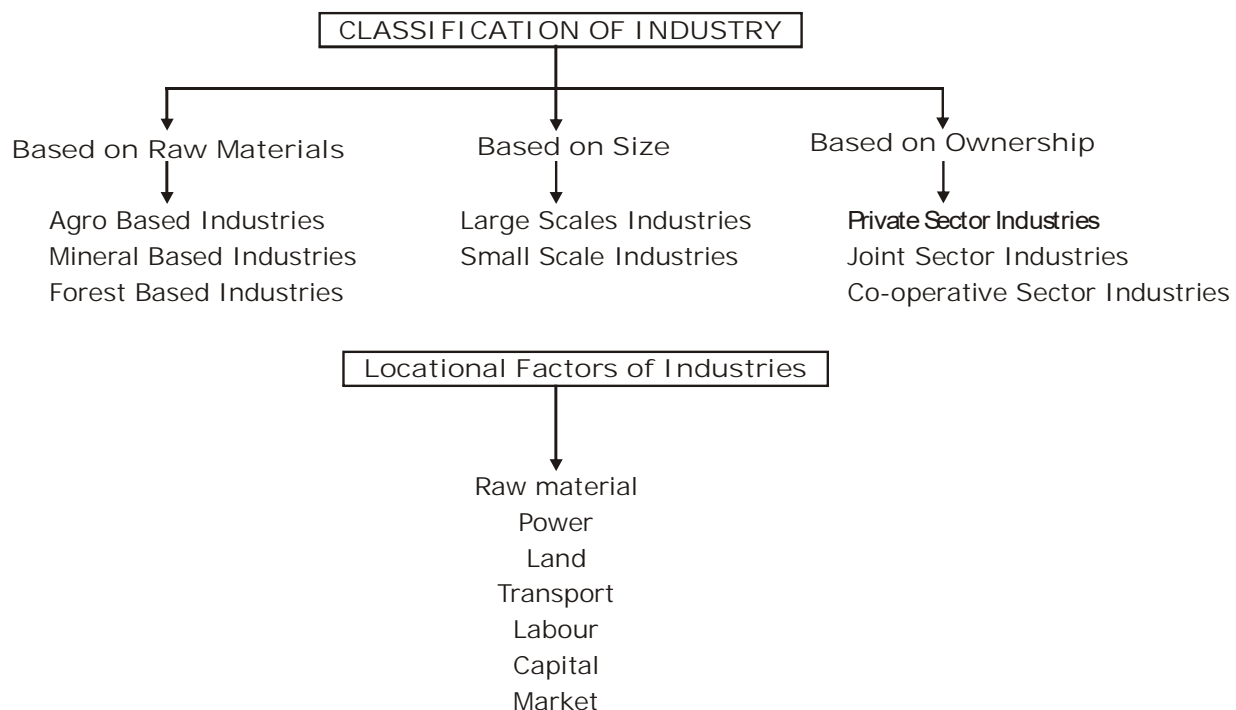 CLASSIFICATION OF INDUSTRY
Based on Raw Materials
Agro Based Industries
Mineral Based Industries
Forest Based Industries
Based on Size
Large Scales Industries
Small Scale Industries
Based on Ownership
Private Sector Industries
Joint Sector Industries
Co-operative Sector Industries
Locational Factors of Industries
Raw material
Power
Land
Transport
Labour
Capital
Market